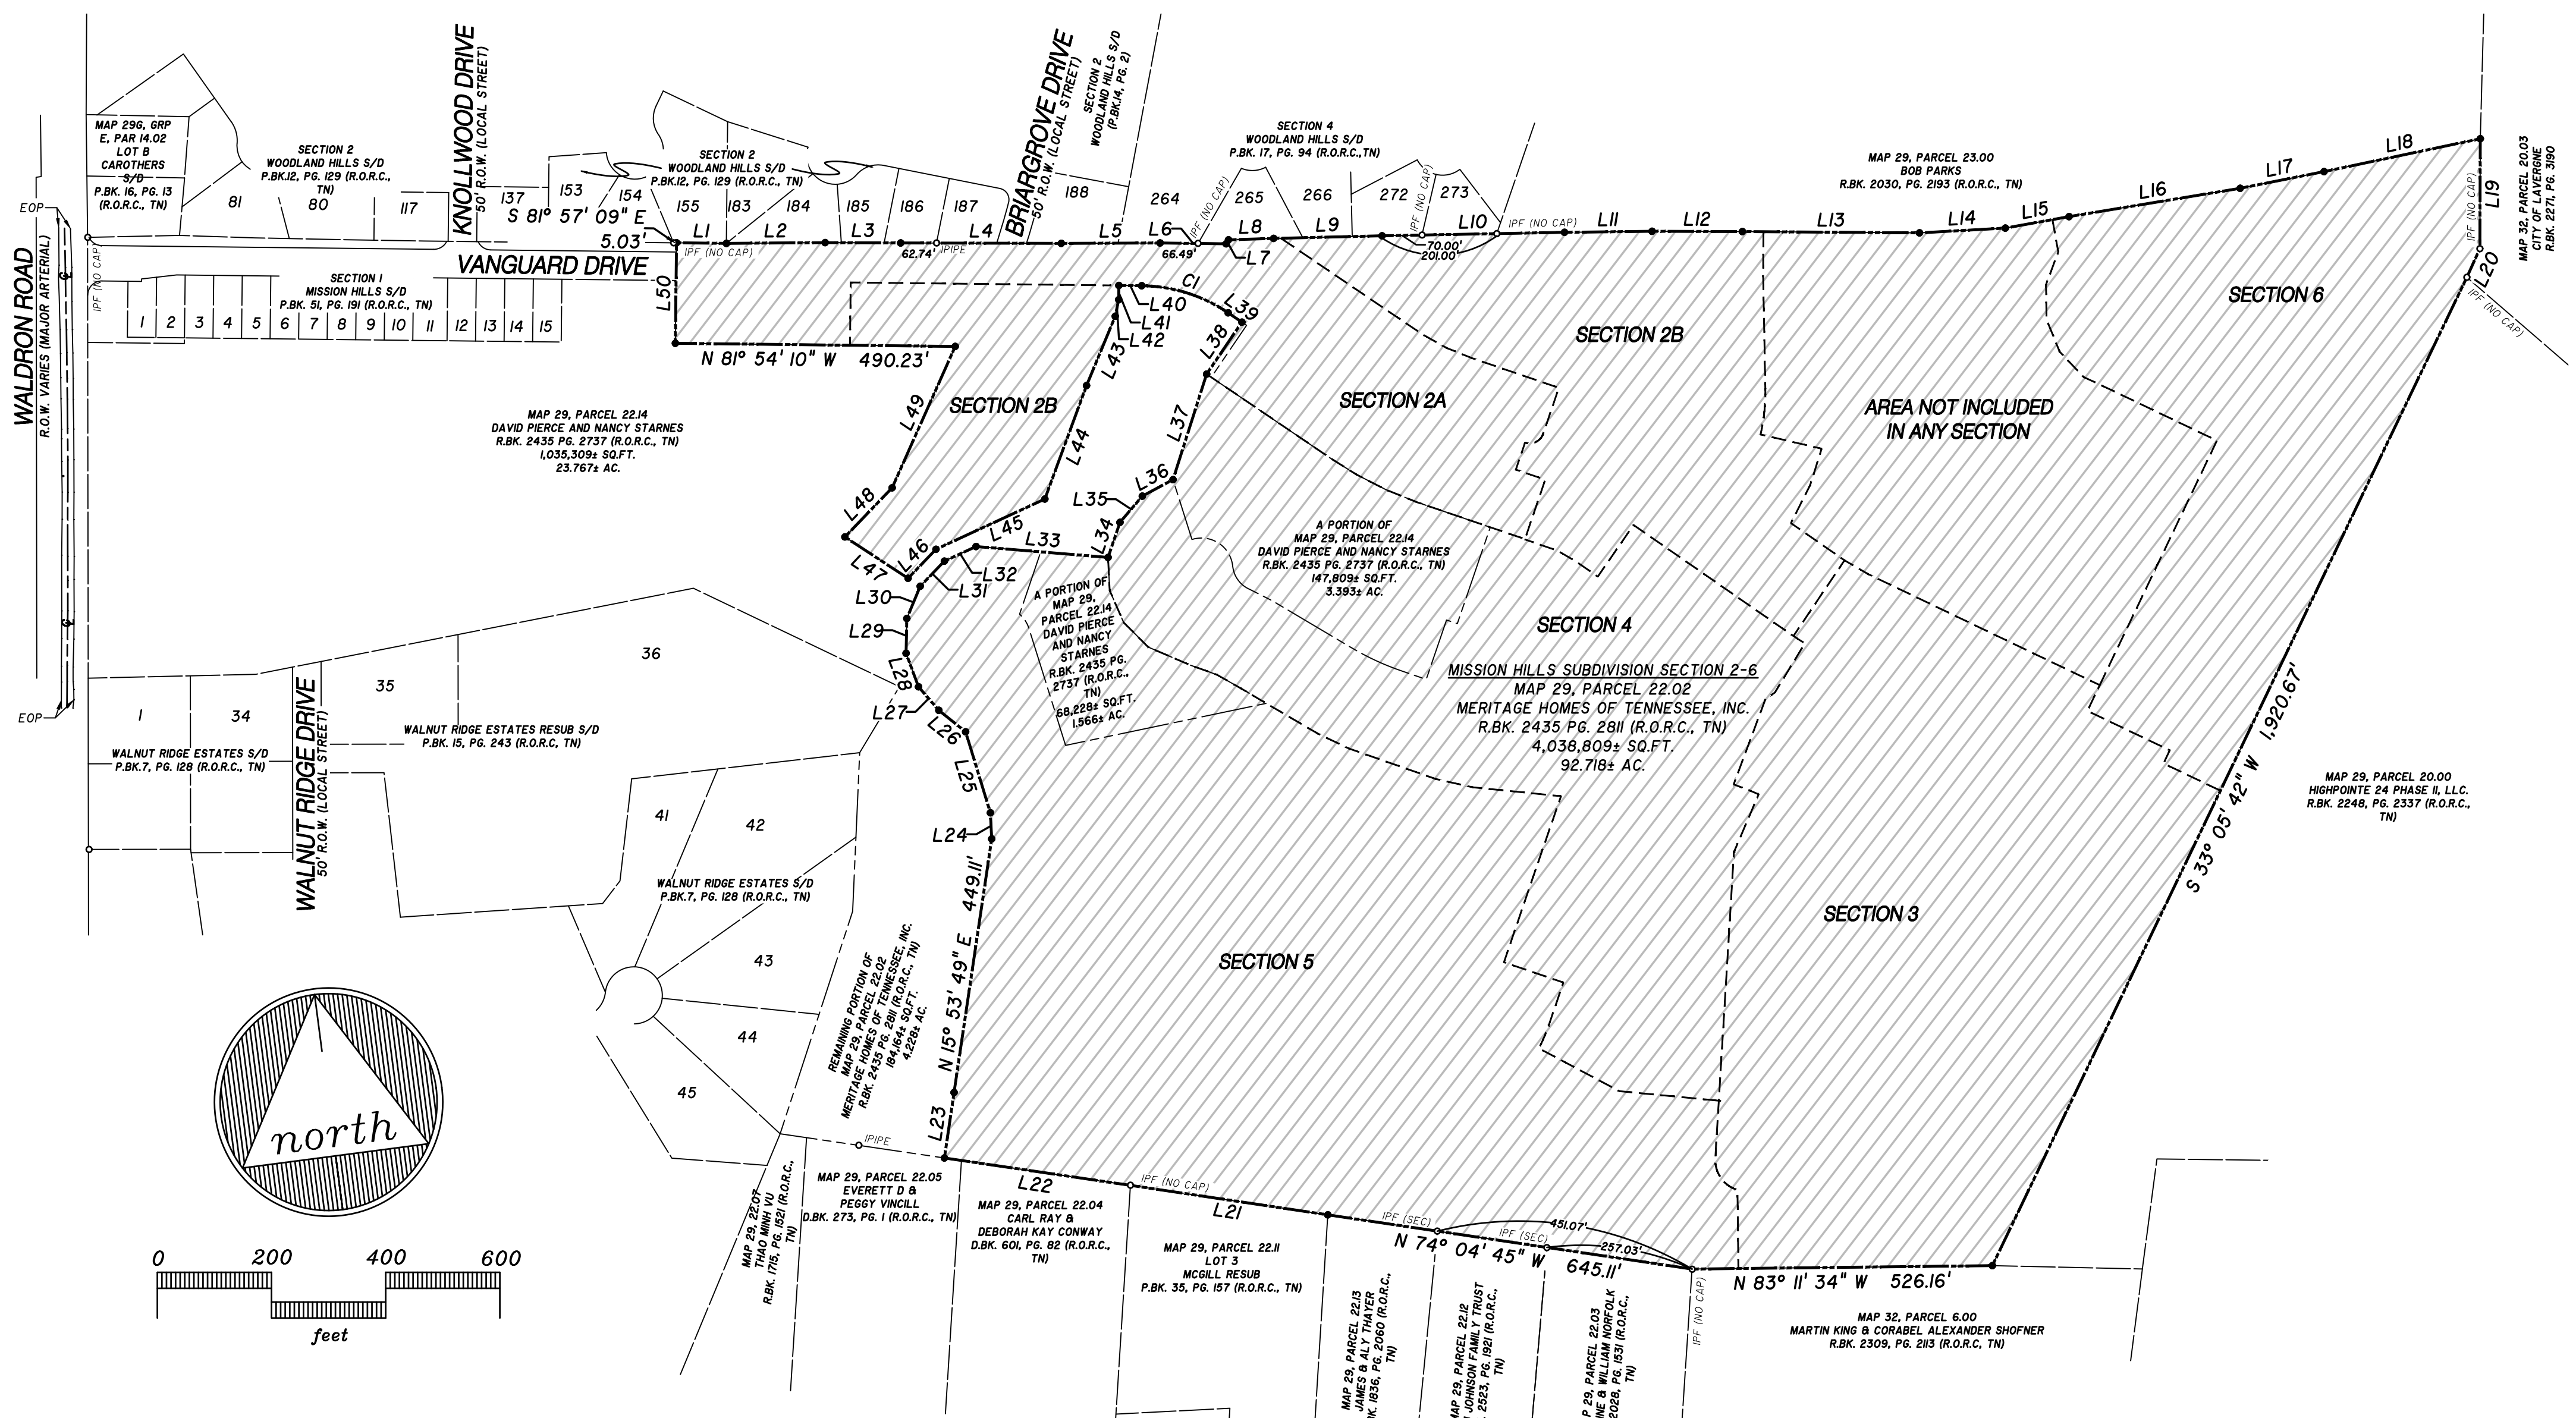 MAP 29G, GRP
E, PAR 14.02
LOT B
CAROTHERS
S/D
P.BK. 16, PG. 13
(R.O.R.C., TN)
81
SECTION 2
WOODLAND HILLS S/D
P.BK.12, PG. 129 (R.O.R.C.,
TN)
80
117
KNOLLWOOD DRIVE
50' R.O.W. (LOCAL STREET)
137
153
154
S 81° 57' 09" E
5.03'
SECTION 2
WOODLAND HILLS S/D
P.BK.12, PG. 129 (R.O.R.C., TN)
155
183
184
185
186
187
188
BRIARGROVE DRIVE
50' R.O.W. (LOCAL STREET)
SECTION 2
WOODLAND HILLS S/D
(P.BK.14, PG. 2)
264
IPF (NO CAP)
SECTION 4
WOODLAND HILLS S/D
P.BK. 17, PG. 94 (R.O.R.C.,TN)
265
266
272
IPF (NO CAP)
273
MAP 29, PARCEL 23.00
BOB PARKS
R.BK. 2030, PG. 2193 (R.O.R.C., TN)
MAP 32, PARCEL 20.03
CITY OF LAVERGNE
R.BK. 2271, PG. 3190
L1
L2
L3
L4
L5
L6
L7
L8
L9
L10
IPF (NO CAP)
L11
L12
L13
L14
L15
L16
L17
L18
L19
IPF (NO CAP)
L20
IPF (NO CAP)
IPF (NO CAP)
62.74'
IPIPE
66.49'
70.00'
201.00'
EOP
WALDRON ROAD
R.O.W. VARIES (MAJOR ARTERIAL)
IPF (NO CAP)
VANGUARD DRIVE
SECTION 1
MISSION HILLS S/D
P.BK. 51, PG. 191 (R.O.R.C., TN)
1
2
3
4
5
6
7
8
9
10
11
12
13
14
15
L50
N 81° 54' 10" W 490.23'
L40
L41
L42
C1
L39
L38
L43
L44
L37
L49
SECTION 2B
SECTION 2A
SECTION 2B
SECTION 6
AREA NOT INCLUDED
IN ANY SECTION
MAP 29, PARCEL 22.14
DAVID PIERCE AND NANCY STARNES
R.BK. 2435 PG. 2737 (R.O.R.C., TN)
1,035,309± SQ.FT.
23.767± AC.
L48
L47
L46
L45
L33
L34
L35
L36
L32
L31
L30
L29
L28
L27
L26
L25
L24
A PORTION OF
MAP 29, PARCEL 22.14
DAVID PIERCE AND NANCY STARNES
R.BK. 2435 PG. 2737 (R.O.R.C., TN)
147,809± SQ.FT.
3.393± AC.
A PORTION OF
MAP 29,
PARCEL 22.14
DAVID PIERCE
AND NANCY
STARNES
R.BK. 2435 PG.
2737 (R.O.R.C.,
TN)
68,228± SQ.FT.
1.566± AC.
SECTION 4
MISSION HILLS SUBDIVISION SECTION 2-6
MAP 29, PARCEL 22.02
MERITAGE HOMES OF TENNESSEE, INC.
R.BK. 2435 PG. 2811 (R.O.R.C., TN)
4,038,809± SQ.FT.
92.718± AC.
S 33° 05' 42" W 1,920.67'
MAP 29, PARCEL 20.00
HIGHPOINTE 24 PHASE II, LLC.
R.BK. 2248, PG. 2337 (R.O.R.C.,
TN)
EOP
1
34
35
36
WALNUT RIDGE ESTATES S/D
P.BK.7, PG. 128 (R.O.R.C., TN)
WALNUT RIDGE DRIVE
50' R.O.W. (LOCAL STREET)
WALNUT RIDGE ESTATES RESUB S/D
P.BK. 15, PG. 243 (R.O.R.C, TN)
41
42
WALNUT RIDGE ESTATES S/D
P.BK.7, PG. 128 (R.O.R.C., TN)
43
44
45
REMAINING PORTION OF
MAP 29, PARCEL 22.02
MERITAGE HOMES OF TENNESSEE, INC.
R.BK. 2435 PG. 2811 (R.O.R.C., TN)
184,164± SQ.FT.
4.228± AC.
N 15° 53' 49" E 449.11'
L23
SECTION 5
SECTION 3
IPIPE
MAP 29, 22.07
THAO MINH VU
R.BK. 1715, PG. 1521 (R.O.R.C.,
TN)
MAP 29, PARCEL 22.05
EVERETT D &
PEGGY VINCILL
D.BK. 273, PG. 1 (R.O.R.C., TN)
L22
MAP 29, PARCEL 22.04
CARL RAY &
DEBORAH KAY CONWAY
D.BK. 601, PG. 82 (R.O.R.C.,
TN)
IPF (NO CAP)
L21
MAP 29, PARCEL 22.11
LOT 3
MCGILL RESUB
P.BK. 35, PG. 157 (R.O.R.C., TN)
IPF (SEC)
IPF (SEC)
451.07'
257.03'
N 74° 04' 45" W 645.11'
N 83° 11' 34" W 526.16'
IPF (NO CAP)
MAP 29, PARCEL 22.13
JAMES & ALY THAYER
BK. 1836, PG. 2060 (R.O.R.C.,
TN)
MAP 29, PARCEL 22.12
JOHNSON FAMILY TRUST
. 2523, PG. 1921 (R.O.R.C.,
TN)
P 29, PARCEL 22.03
NE & WILLIAM NORFOLK
2028, PG. 1531 (R.O.R.C.,
TN)
MAP 32, PARCEL 6.00
MARTIN KING & CORABEL ALEXANDER SHOFNER
R.BK. 2309, PG. 2113 (R.O.R.C, TN)
north
0 200 400 600
feet